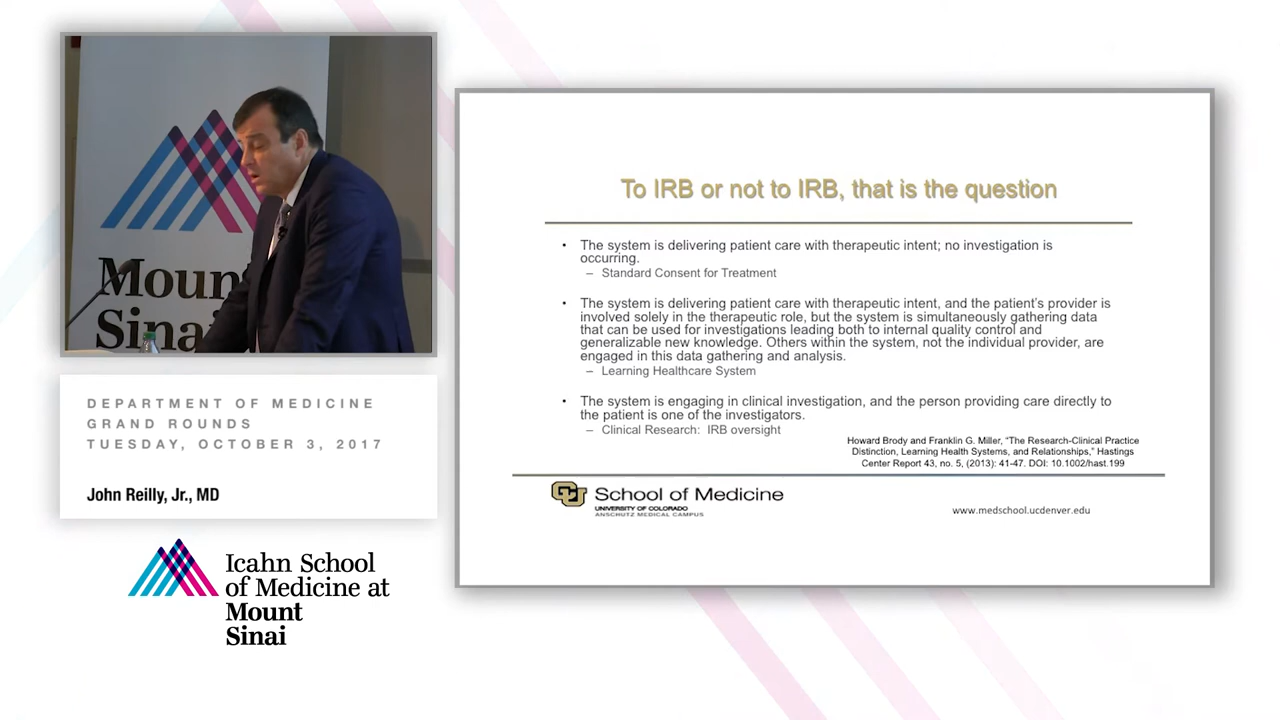 Moun
Sinai
DEPARTMENT OF MEDICINE
GRAND ROUNDS
TUESDAY, OCTOBER 3, 2017
John Reilly, Jr., MD
Icahn School
of Medicine at
Mount
Sinai
To IRB or not to IRB, that is the question
• The system is delivering patient care with therapeutic intent; no investigation is
occurring.
– Standard Consent for Treatment
• The system is delivering patient care with therapeutic intent, and the patient's provider is
involved solely in the therapeutic role, but the system is simultaneously gathering data
that can be used for investigations leading both to internal quality control and
generalizable new knowledge. Others within the system, not the individual provider, are
engaged in this data gathering and analysis.
– Learning Healthcare System
• The system is engaging in clinical investigation, and the person providing care directly to
the patient is one of the investigators.
– Clinical Research: IRB oversight
Howard Brody and Franklin G. Miller, "The Research-Clinical Practice
Distinction, Learning Health Systems, and Relationships," Hastings
Center Report 43, no. 5, (2013): 41-47. DOI: 10.1002/hast.199
CU School of Medicine
UNIVERSITY OF COLORADO
ANSCHUTZ MEDICAL CAMPUS
www.medschool.ucdenver.edu